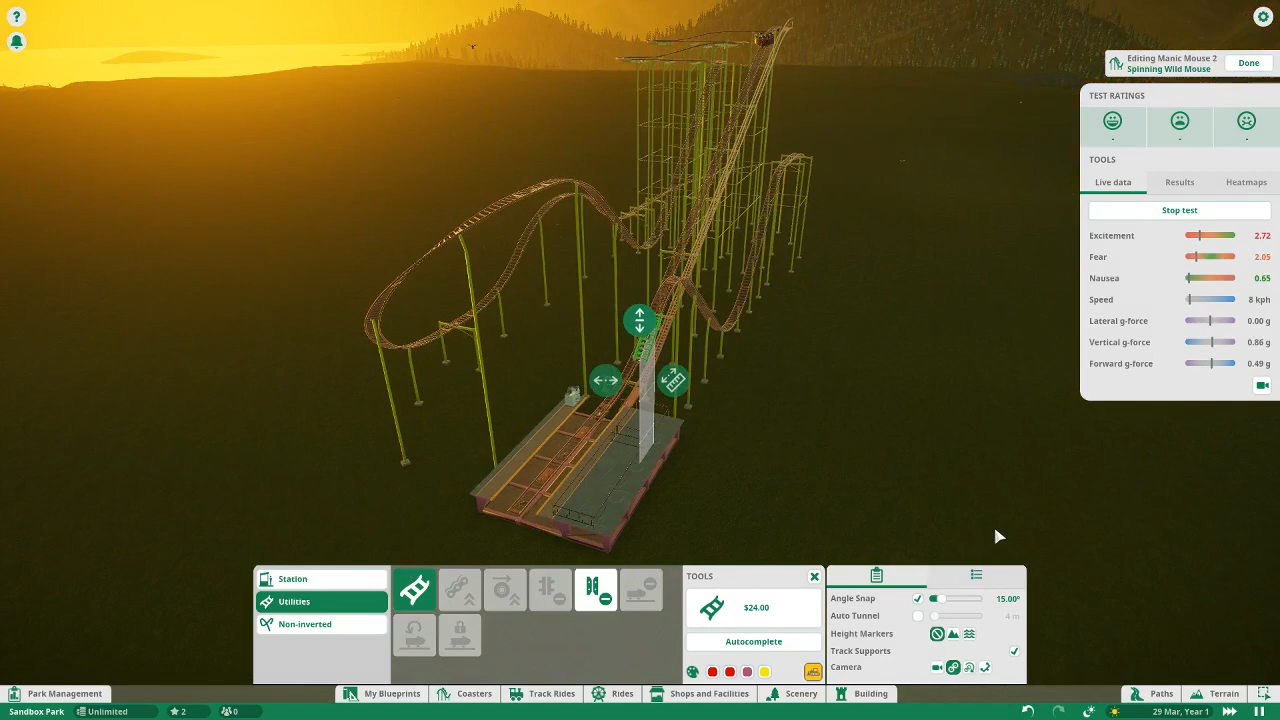 ?
Editing Manic Mouse 2
Spinning Wild Mouse
Done
TEST RATINGS
- - -
TOOLS
Live data Results Heatmaps
Stop test
Excitement 2.72
Fear 2.05
Nausea 0.65
Speed 8 kph
Lateral g-force 0.00 g
Vertical g-force 0.86 g
Forward g-force 0.49 g
Station
Utilities
Non-inverted
TOOLS
$24.00
Autocomplete
Angle Snap 15.00°
Auto Tunnel 4 m
Height Markers
Track Supports
Camera
Park Management My Blueprints Coasters Track Rides Rides Shops and Facilities Scenery Building Paths Terrain
Sandbox Park Unlimited 2 0 29 Mar, Year 1